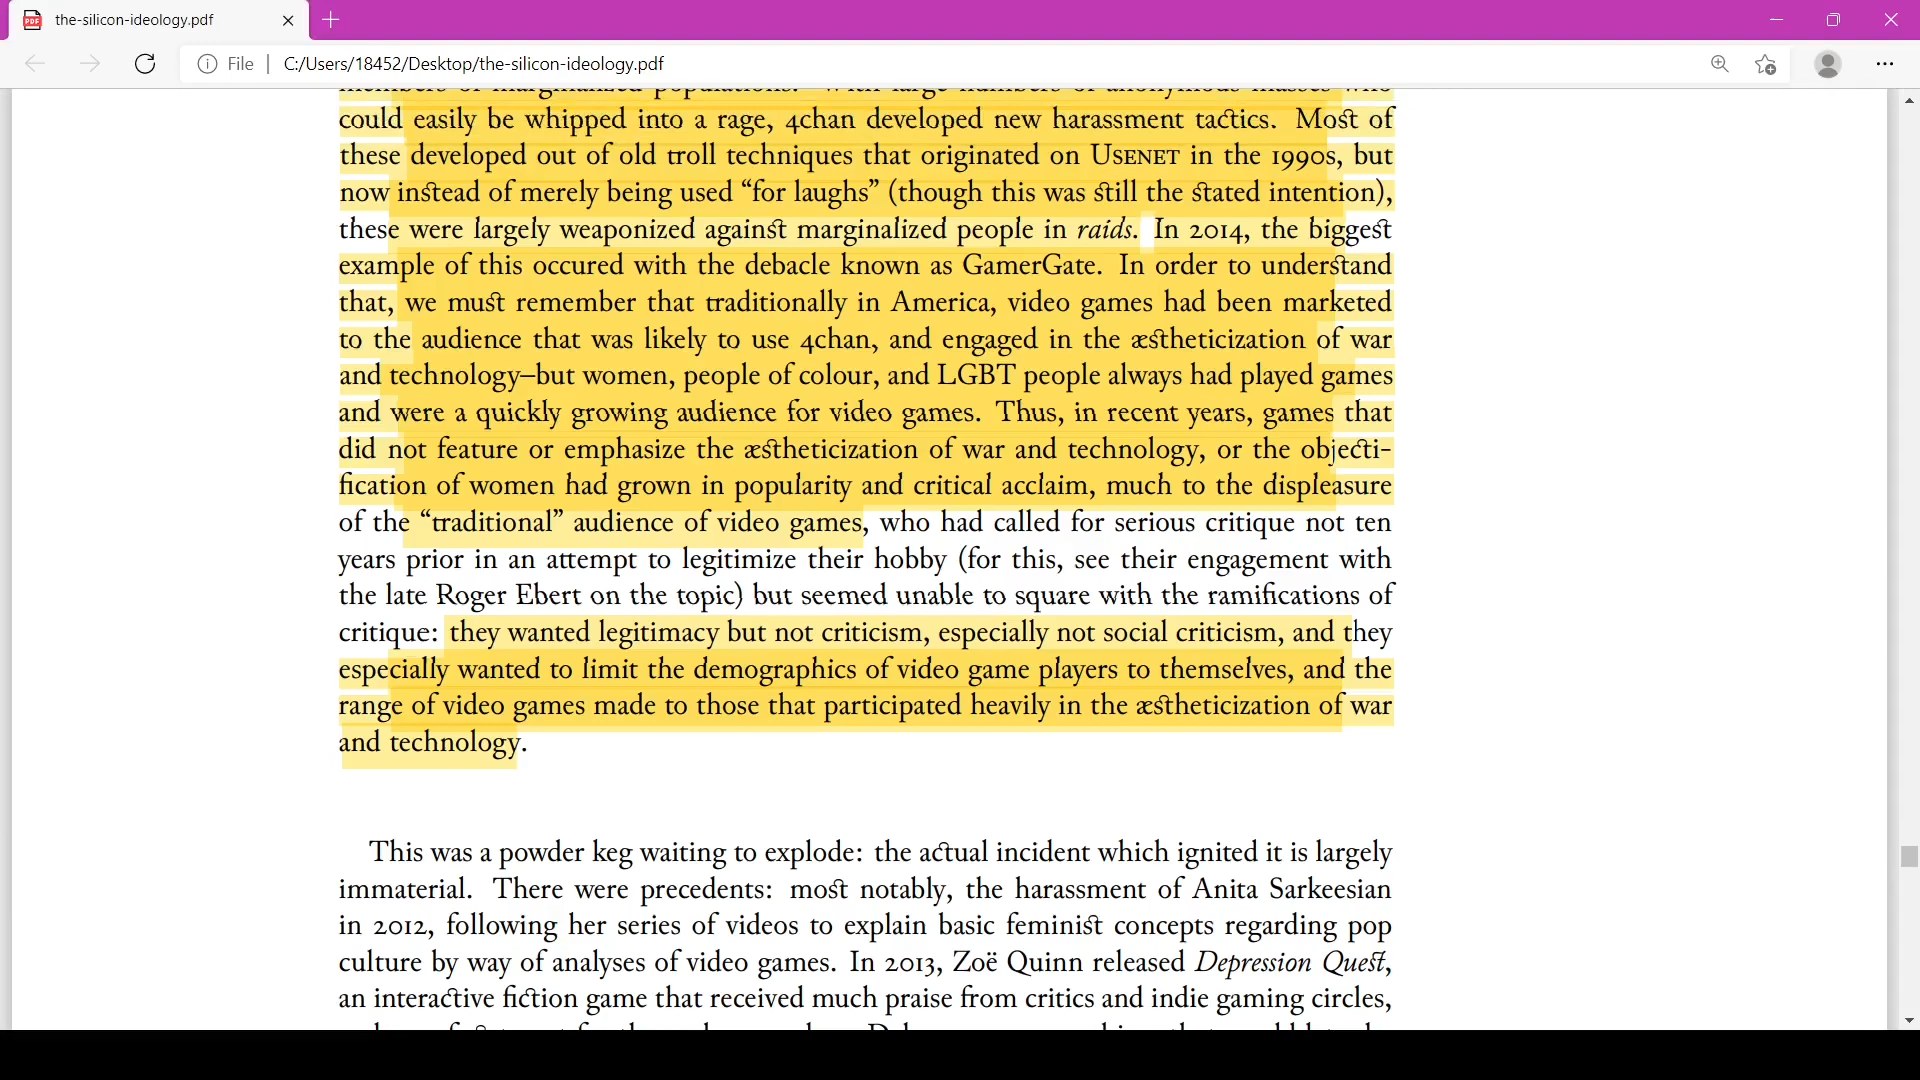 the-silicon-ideology.pdf
File | C:/Users/18452/Desktop/the-silicon-ideology.pdf
members of marginalized populations. With large numbers of anonymous masses who
could easily be whipped into a rage, 4chan developed new harassment tactics. Most of
these developed out of old troll techniques that originated on USENET in the 1990s, but
now instead of merely being used “for laughs” (though this was still the stated intention),
these were largely weaponized against marginalized people in raids. In 2014, the biggest
example of this occured with the debacle known as GamerGate. In order to understand
that, we must remember that traditionally in America, video games had been marketed
to the audience that was likely to use 4chan, and engaged in the æstheticization of war
and technology—but women, people of colour, and LGBT people always had played games
and were a quickly growing audience for video games. Thus, in recent years, games that
did not feature or emphasize the æstheticization of war and technology, or the objecti-
fication of women had grown in popularity and critical acclaim, much to the displeasure
of the “traditional” audience of video games, who had called for serious critique not ten
years prior in an attempt to legitimize their hobby (for this, see their engagement with
the late Roger Ebert on the topic) but seemed unable to square with the ramifications of
critique: they wanted legitimacy but not criticism, especially not social criticism, and they
especially wanted to limit the demographics of video game players to themselves, and the
range of video games made to those that participated heavily in the æstheticization of war
and technology.
This was a powder keg waiting to explode: the actual incident which ignited it is largely
immaterial. There were precedents: most notably, the harassment of Anita Sarkeesian
in 2012, following her series of videos to explain basic feminist concepts regarding pop
culture by way of analyses of video games. In 2013, Zoë Quinn released Depression Quest,
an interactive fiction game that received much praise from critics and indie gaming circles,